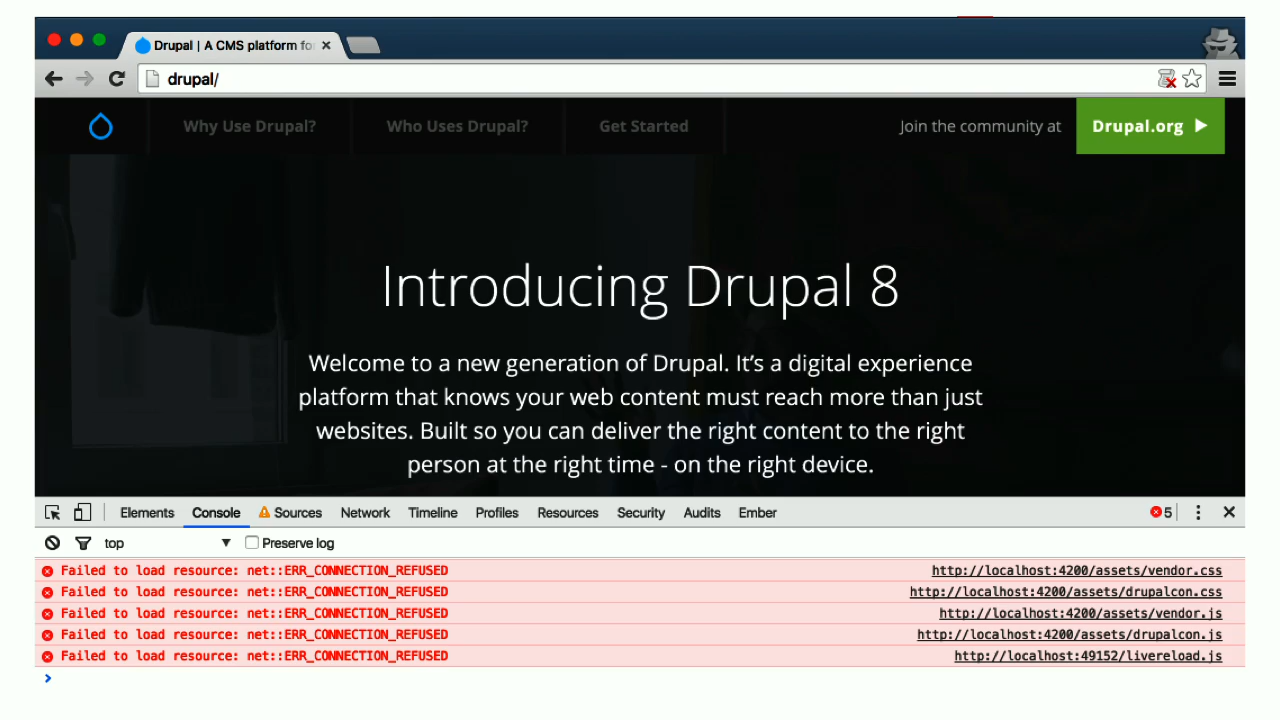 Drupal | A CMS platform fo
drupal/
Why Use Drupal?
Who Uses Drupal?
Get Started
Join the community at
Drupal.org
Introducing Drupal 8
Welcome to a new generation of Drupal. It's a digital experience
platform that knows your web content must reach more than just
websites. Built so you can deliver the right content to the right
person at the right time - on the right device.
Elements Console Sources Network Timeline Profiles Resources Security Audits Ember 5
top Preserve log
Failed to load resource: net::ERR_CONNECTION_REFUSED http://localhost:4200/assets/vendor.css
Failed to load resource: net::ERR_CONNECTION_REFUSED http://localhost:4200/assets/drupalcon.css
Failed to load resource: net::ERR_CONNECTION_REFUSED http://localhost:4200/assets/vendor.js
Failed to load resource: net::ERR_CONNECTION_REFUSED http://localhost:4200/assets/drupalcon.js
Failed to load resource: net::ERR_CONNECTION_REFUSED http://localhost:49152/livereload.js